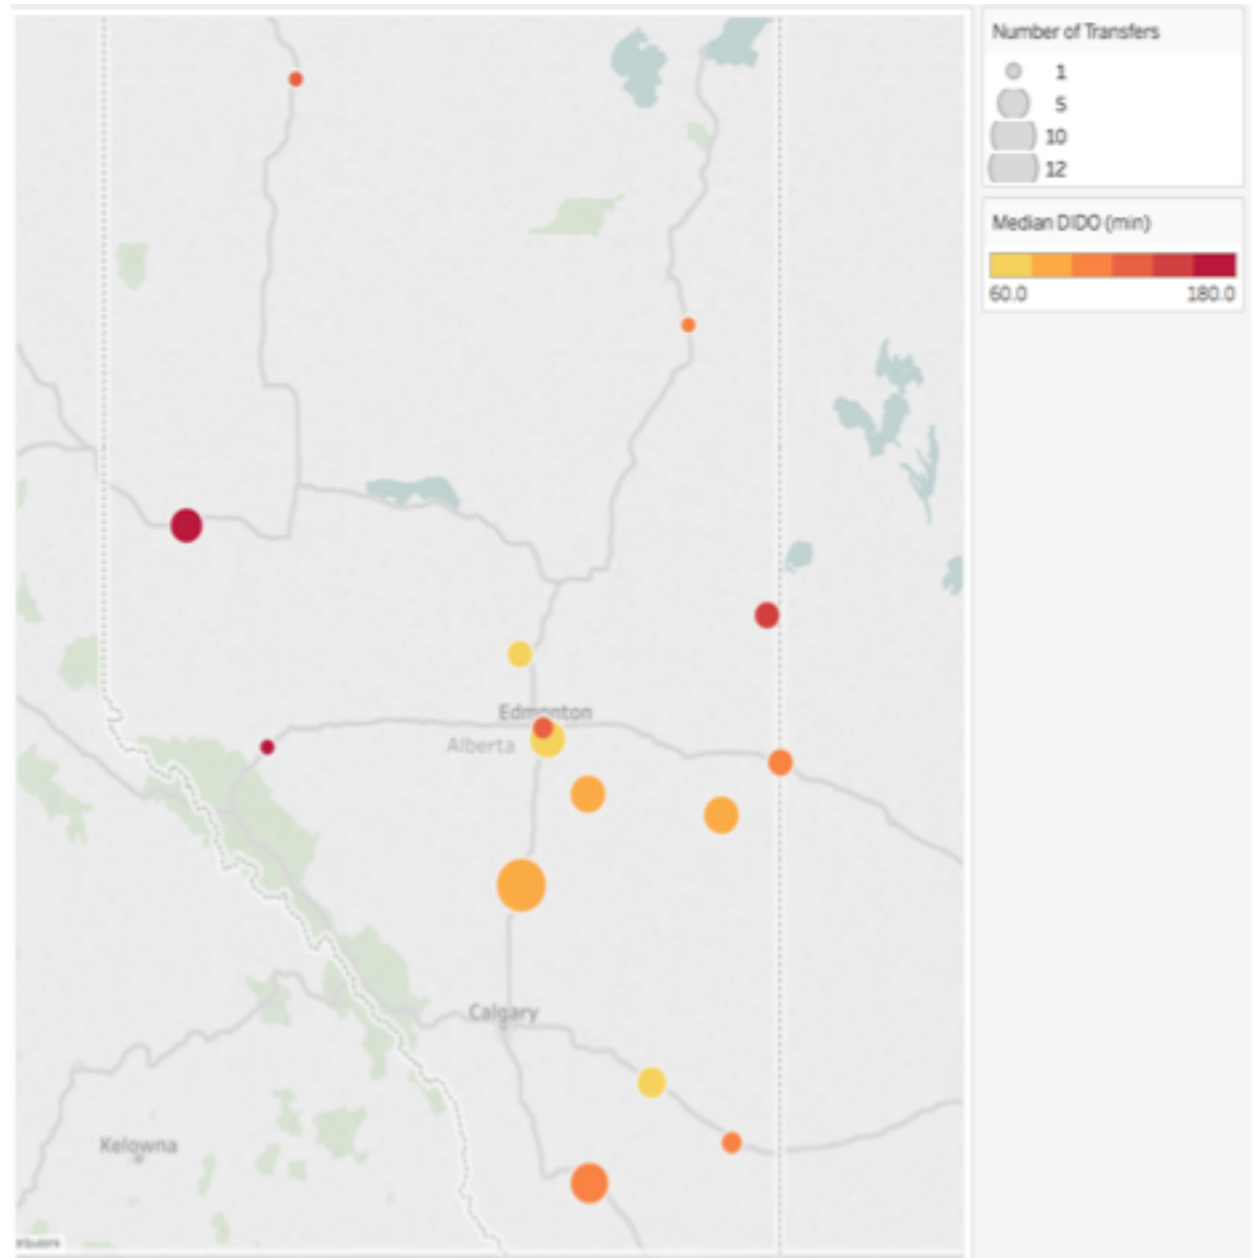 Number of Transfers
1
5
10
12
Median DIDO (min)
60.0
180.0
Edmonton
Alberta
Calgary
Kelowna